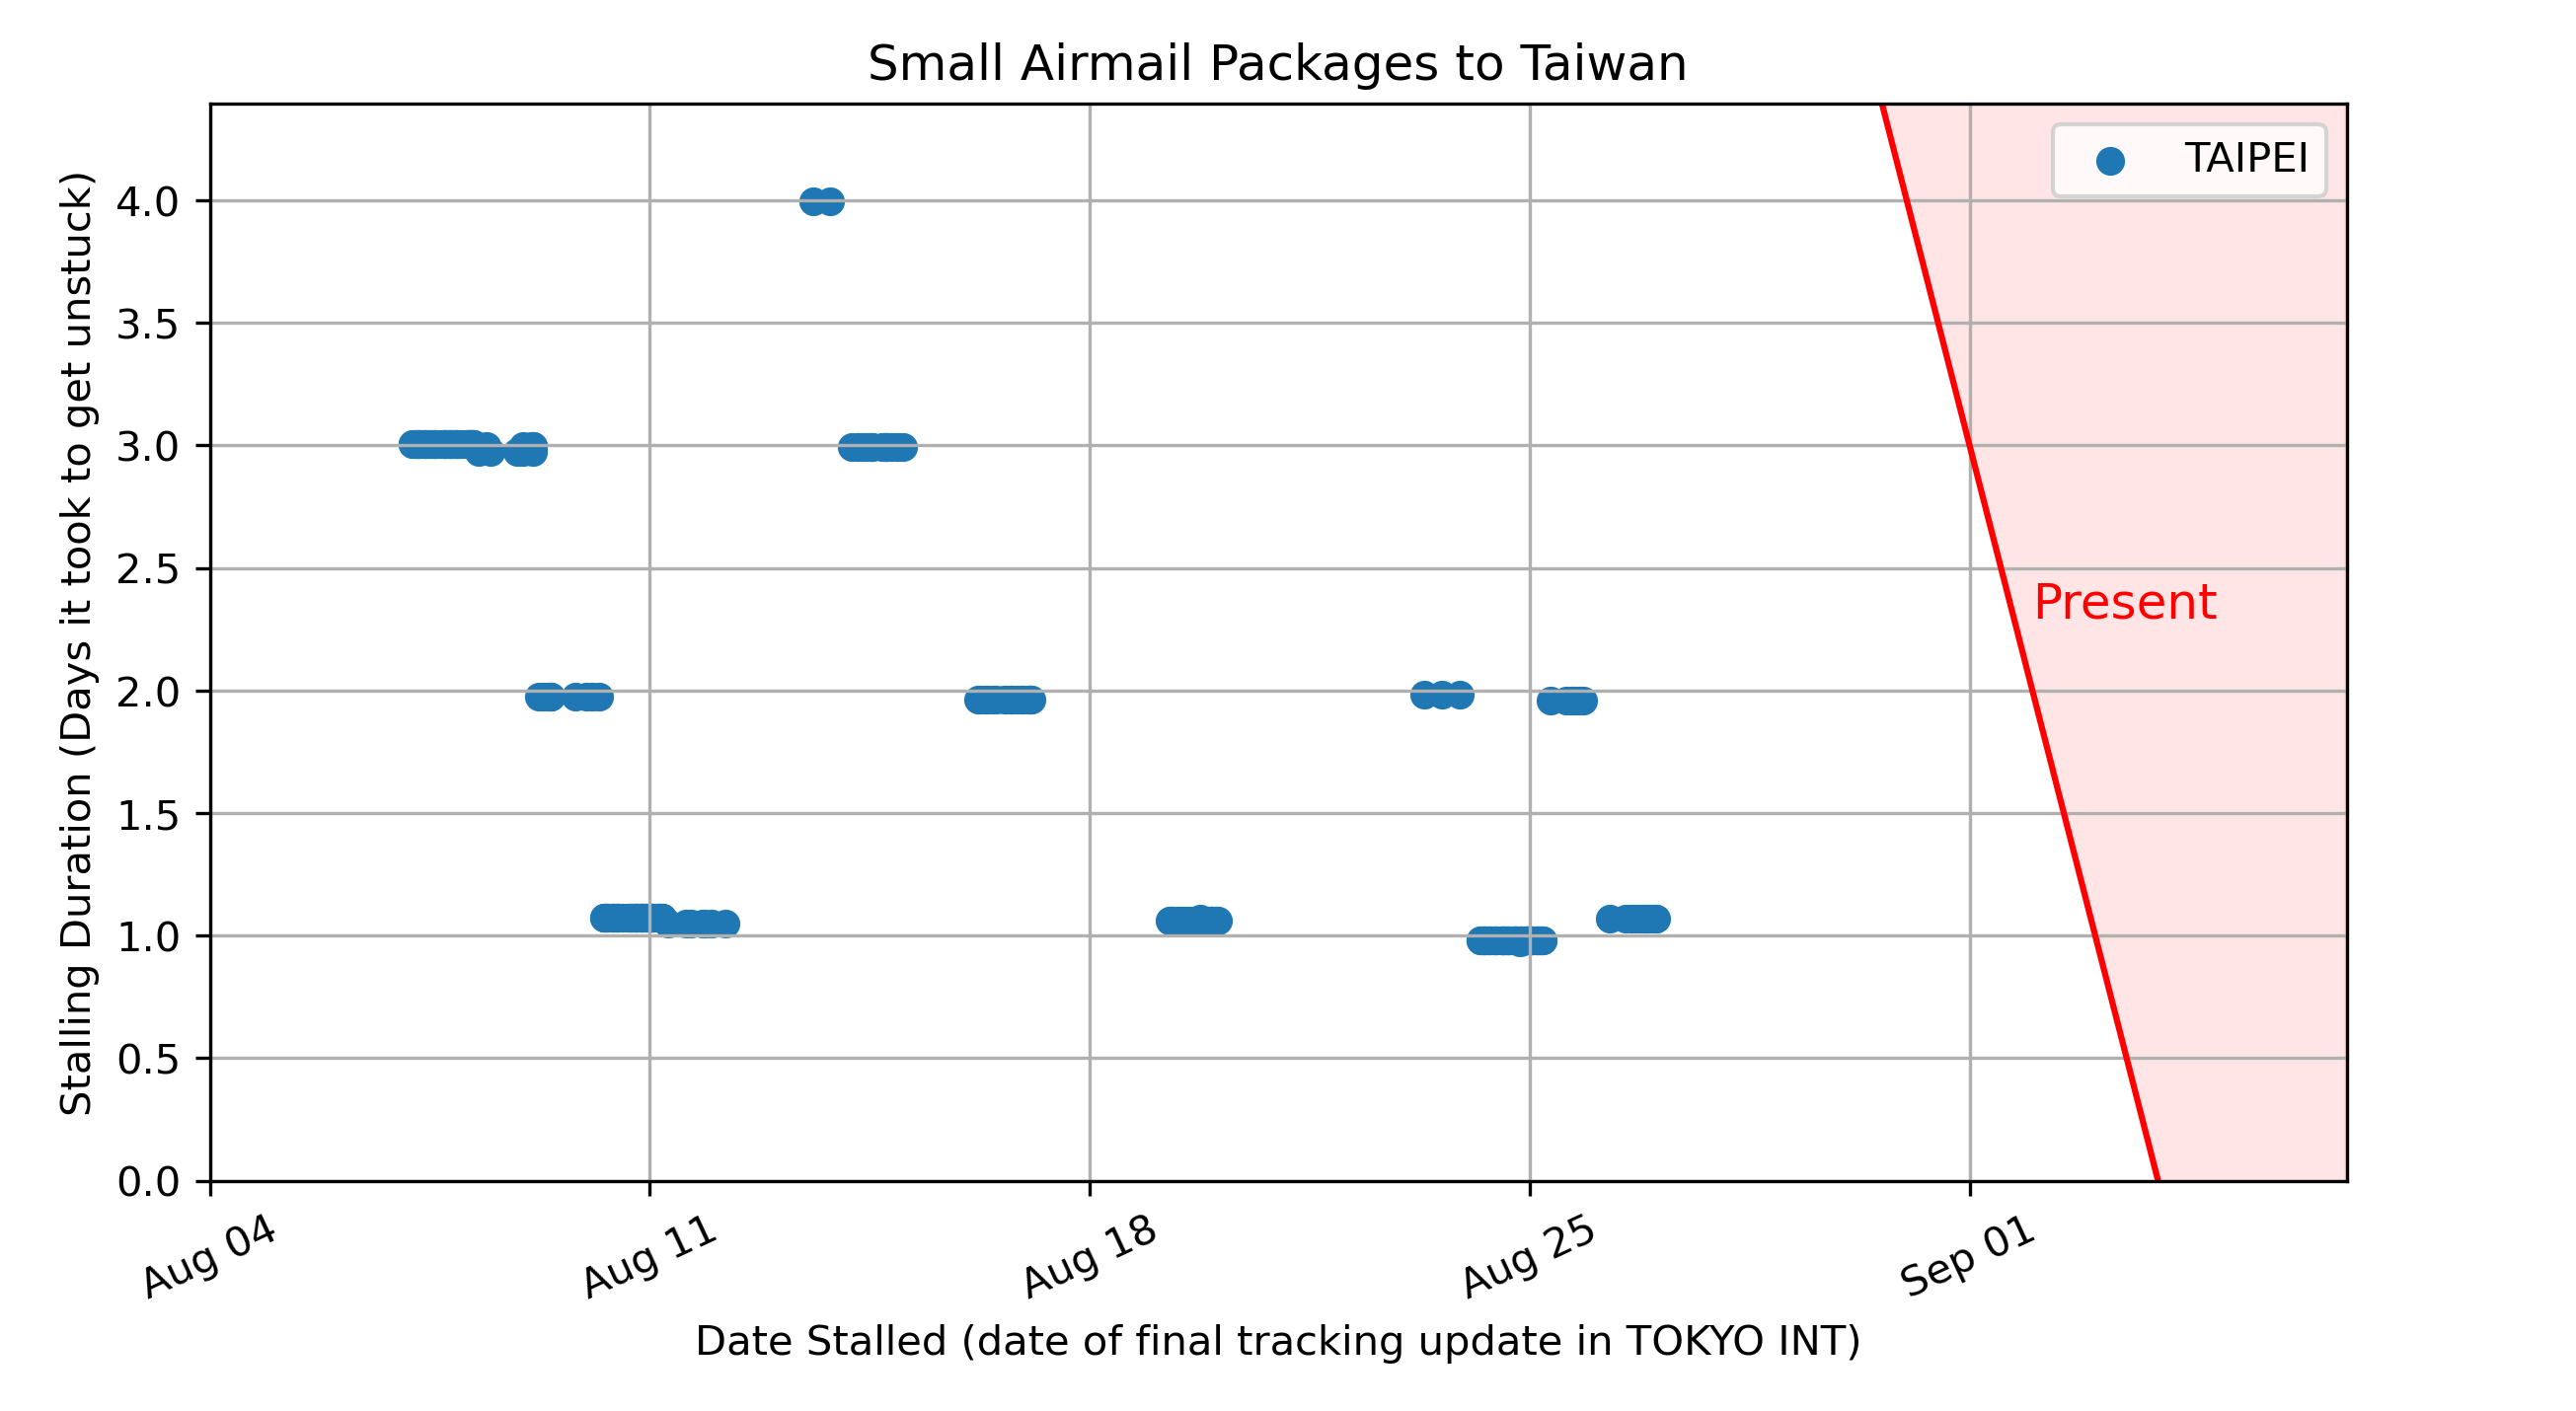 Small Airmail Packages to Taiwan
TAIPEI
Stalling Duration (Days it took to get unstuck)
4.0
3.5
3.0
2.5
2.0
1.5
1.0
0.5
0.0
Present
Aug 04
Aug 11
Aug 18
Aug 25
Sep 01
Date Stalled (date of final tracking update in TOKYO INT)